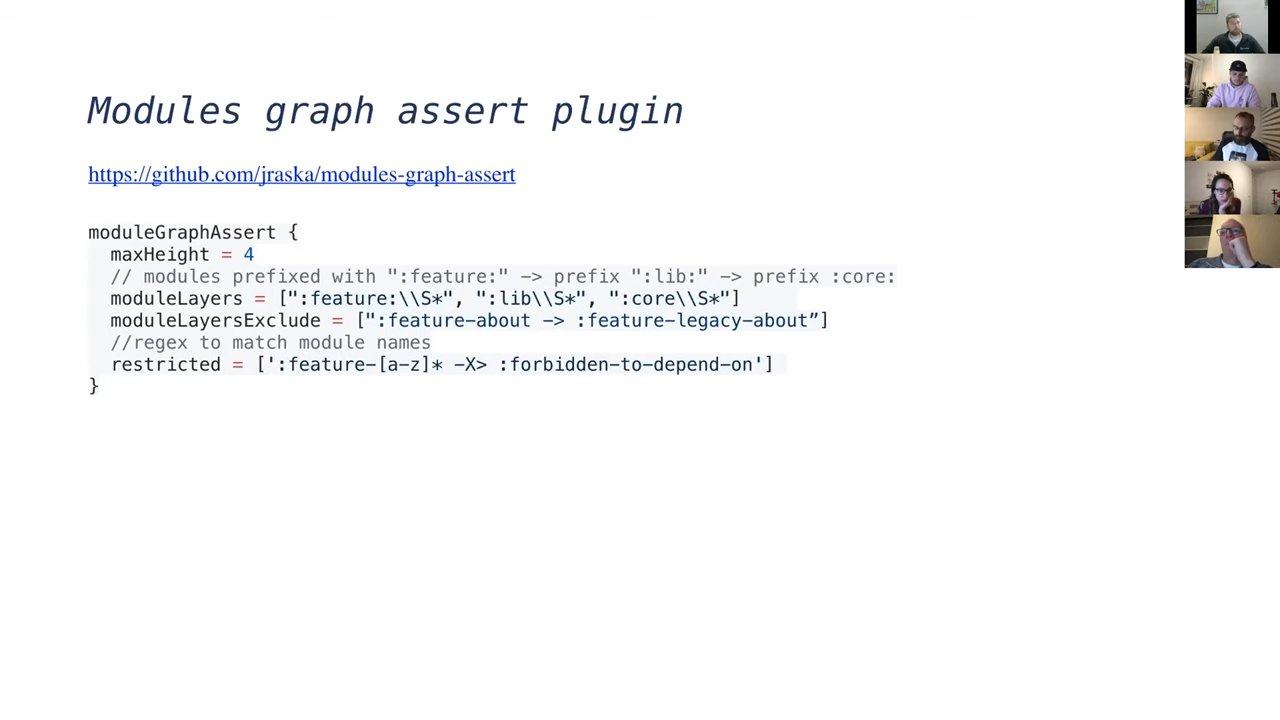 Modules graph assert plugin
https://github.com/jraska/modules-graph-assert
moduleGraphAssert {
maxHeight = 4
// modules prefixed with ":feature:" -> prefix ":lib:" -> prefix :core:
moduleLayers = [":feature:\\S*", ":lib\\S*", ":core\\S*"]
moduleLayersExclude = [":feature-about -> :feature-legacy-about”]
//regex to match module names
restricted = [':feature-[a-z]* -X> :forbidden-to-depend-on']
}